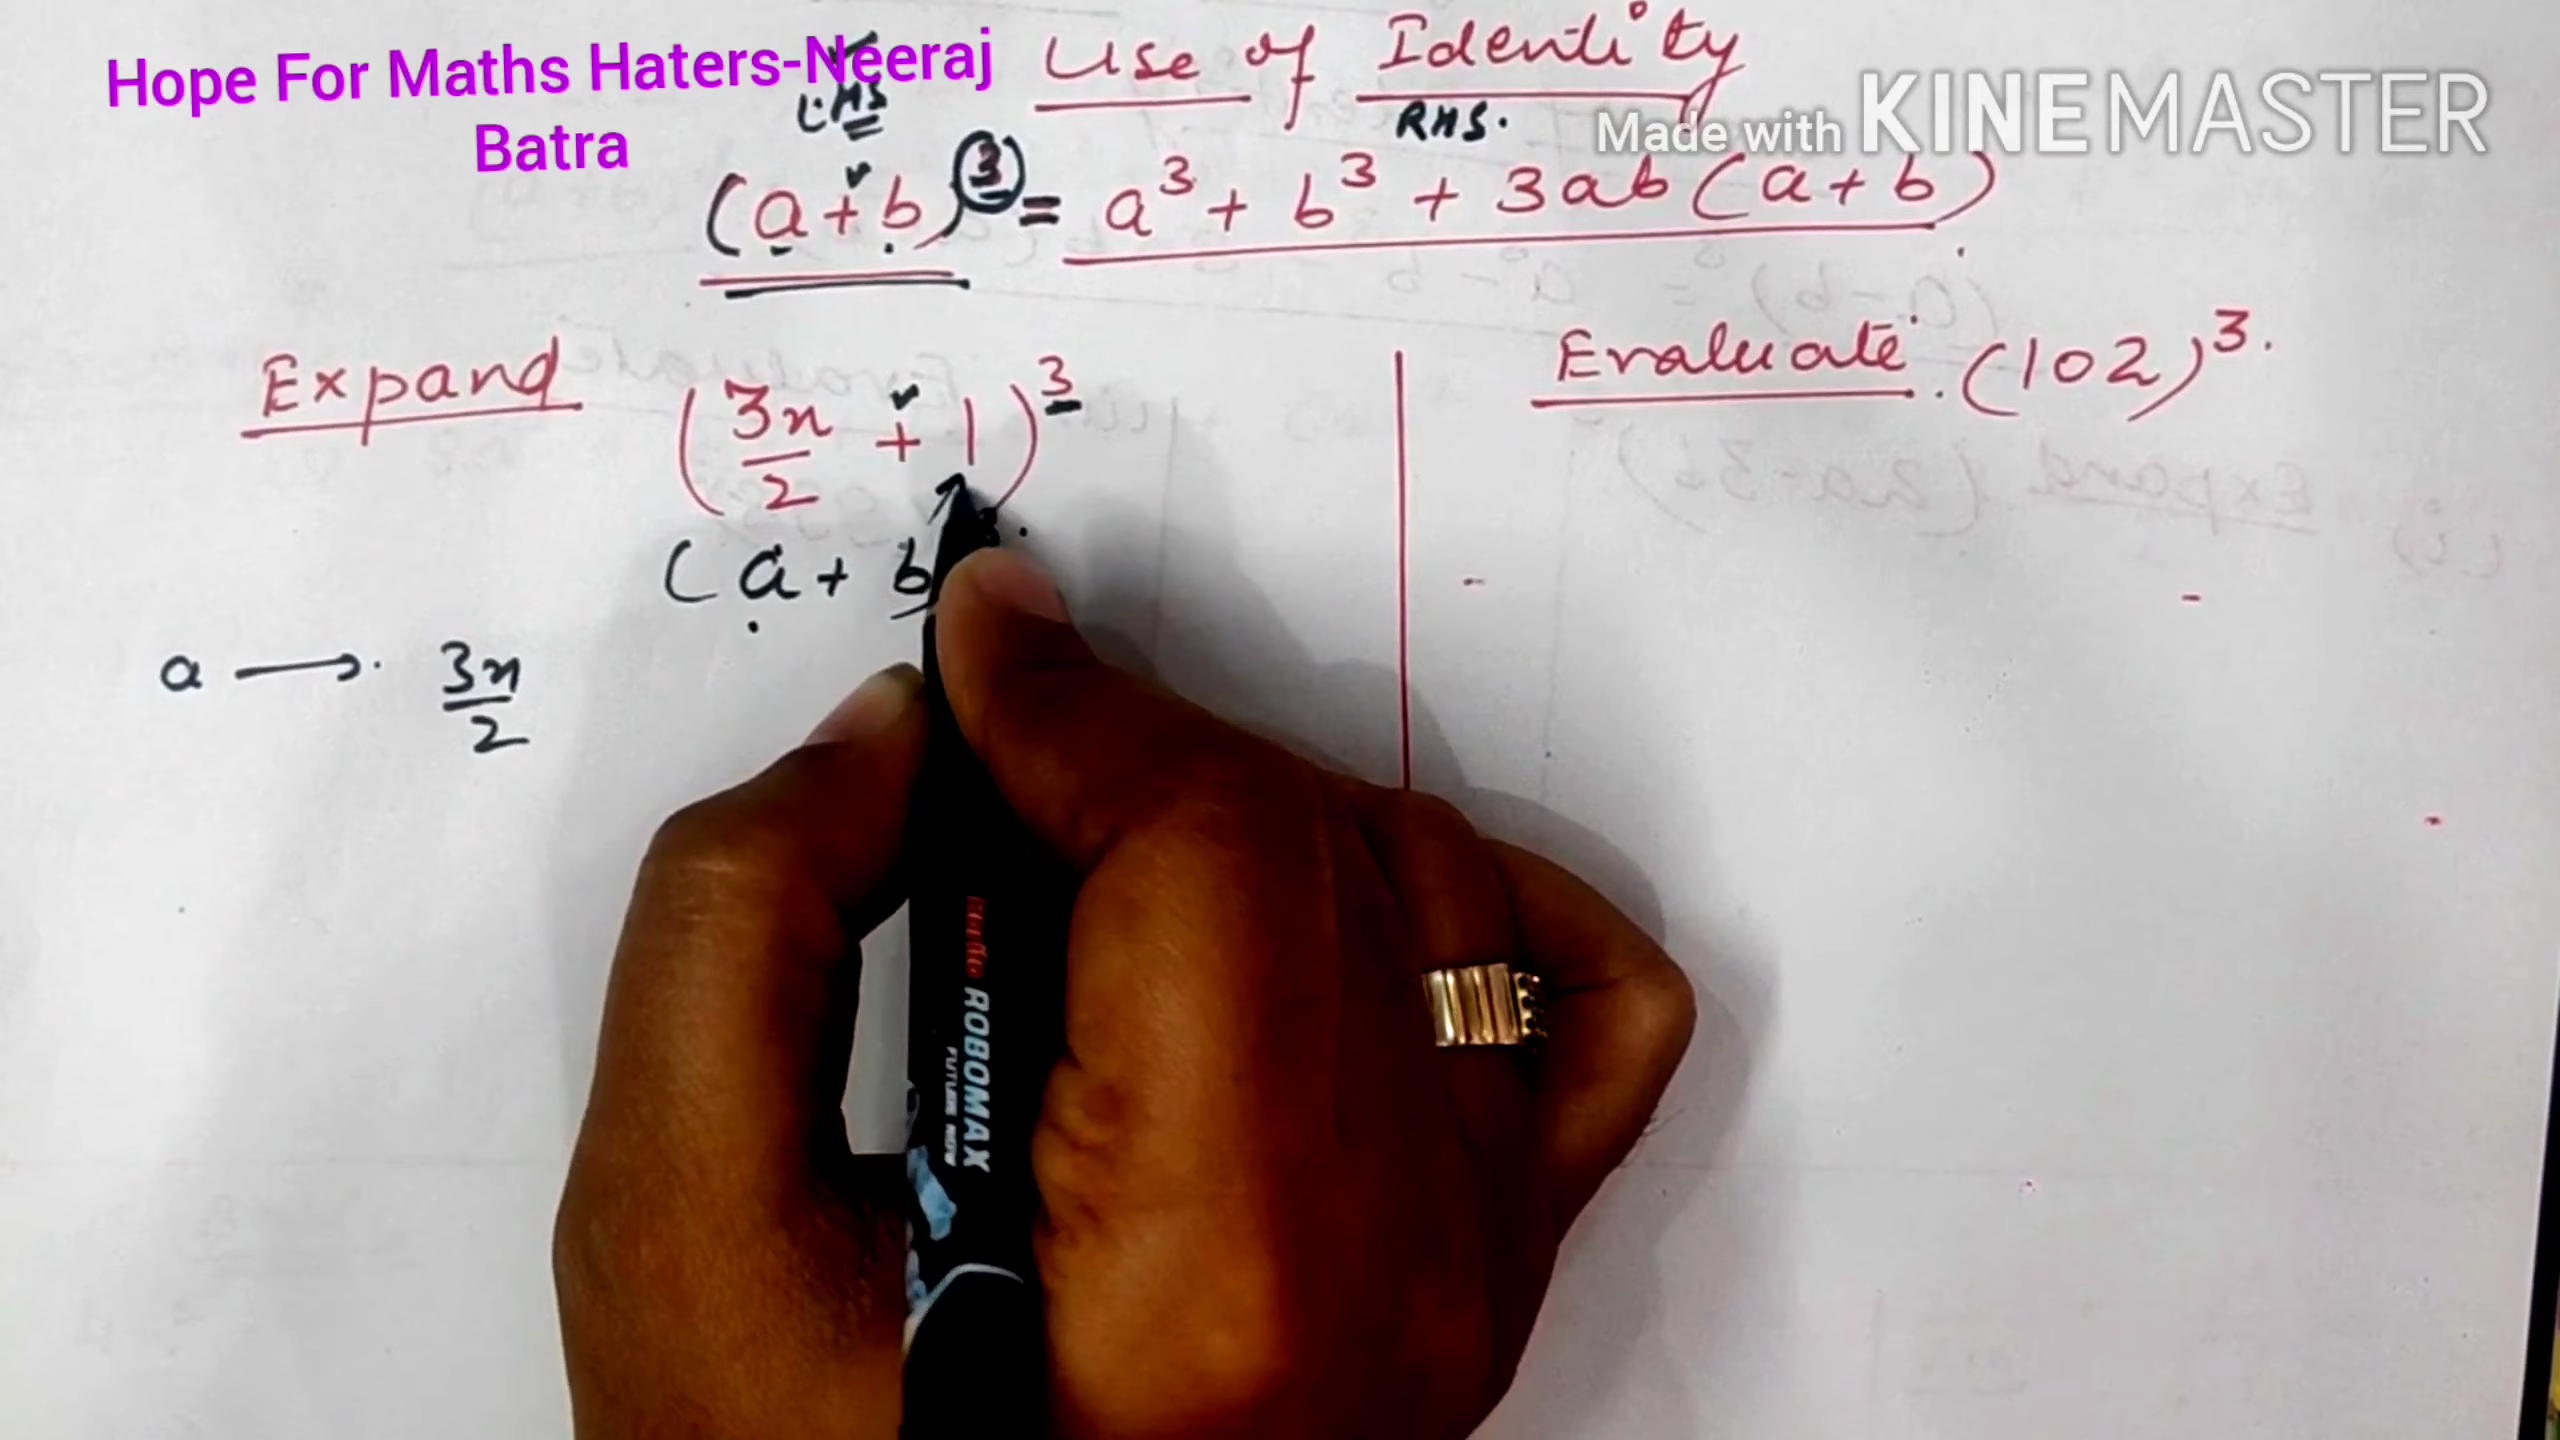 Hope For Maths Haters-Neeraj
Batra
Made with KINEMASTER
Use of Identity
LHS
RHS.
(a+b)³ = a³ + b³ + 3ab(a+b)
Expand (3x/2 + 1)³
Evaluate. (102)³.
(a + b
a → 3x/2
ROBOMAX